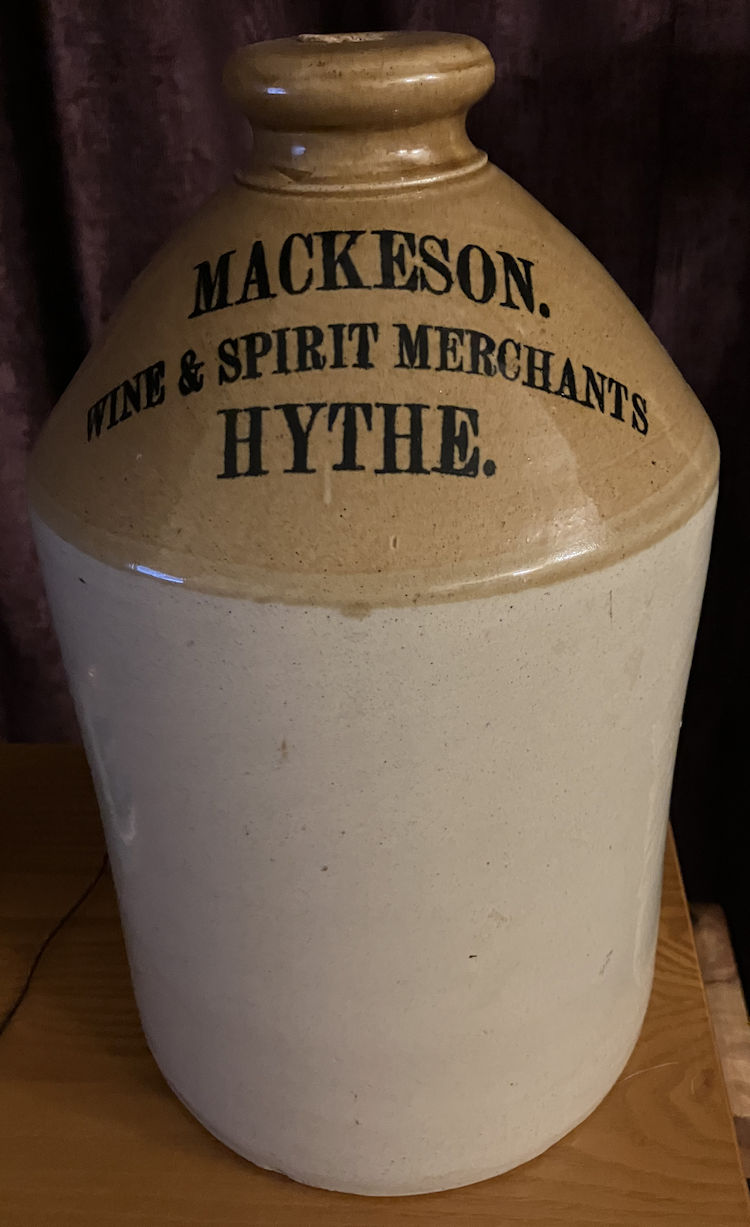 MACKESON.
WINE & SPIRIT MERCHANTS
HYTHE.